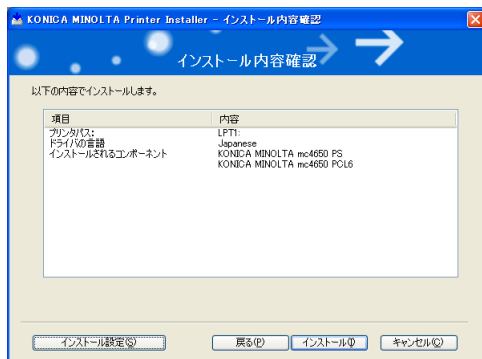 KONICA MINOLTA Printer Installer - インストール内容確認
インストール内容確認
以下の内容でインストールします。
項目 内容
プリンタパス: LPT1:
ドライバの言語 Japanese
インストールされるコンポーネント KONICA MINOLTA mc4650 PS
KONICA MINOLTA mc4650 PCL6
インストール設定(S) 戻る(P) インストール(I) キャンセル(C)